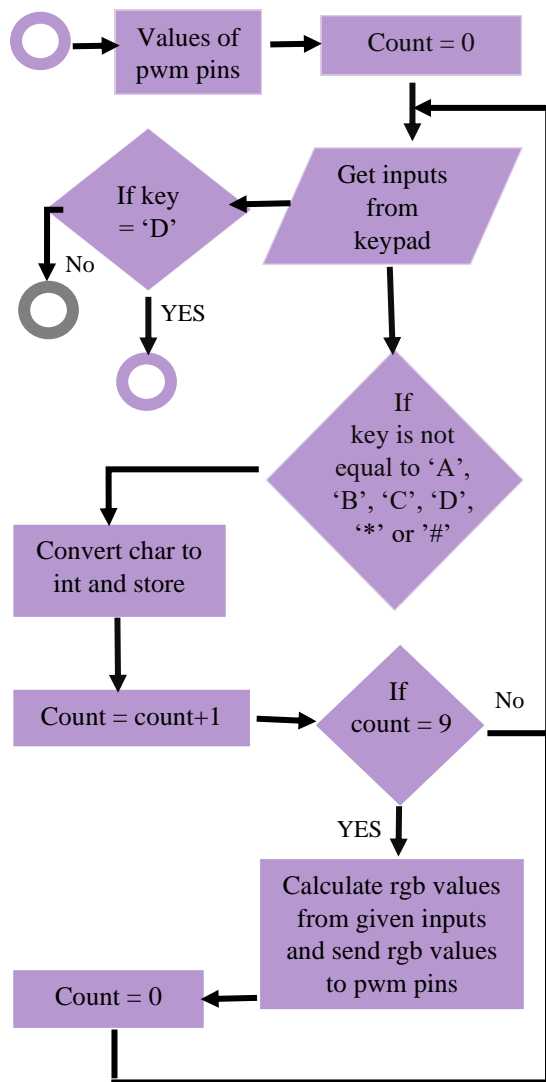 Values of
pwm pins
Count = 0
Get inputs
from
keypad
If key
= ‘D’
No
YES
If
key is not
equal to ‘A’,
‘B’, ‘C’, ‘D’,
‘*’ or ’#’
Convert char to
int and store
Count = count+1
If
count = 9
No
YES
Calculate rgb values
from given inputs
and send rgb values
to pwm pins
Count = 0